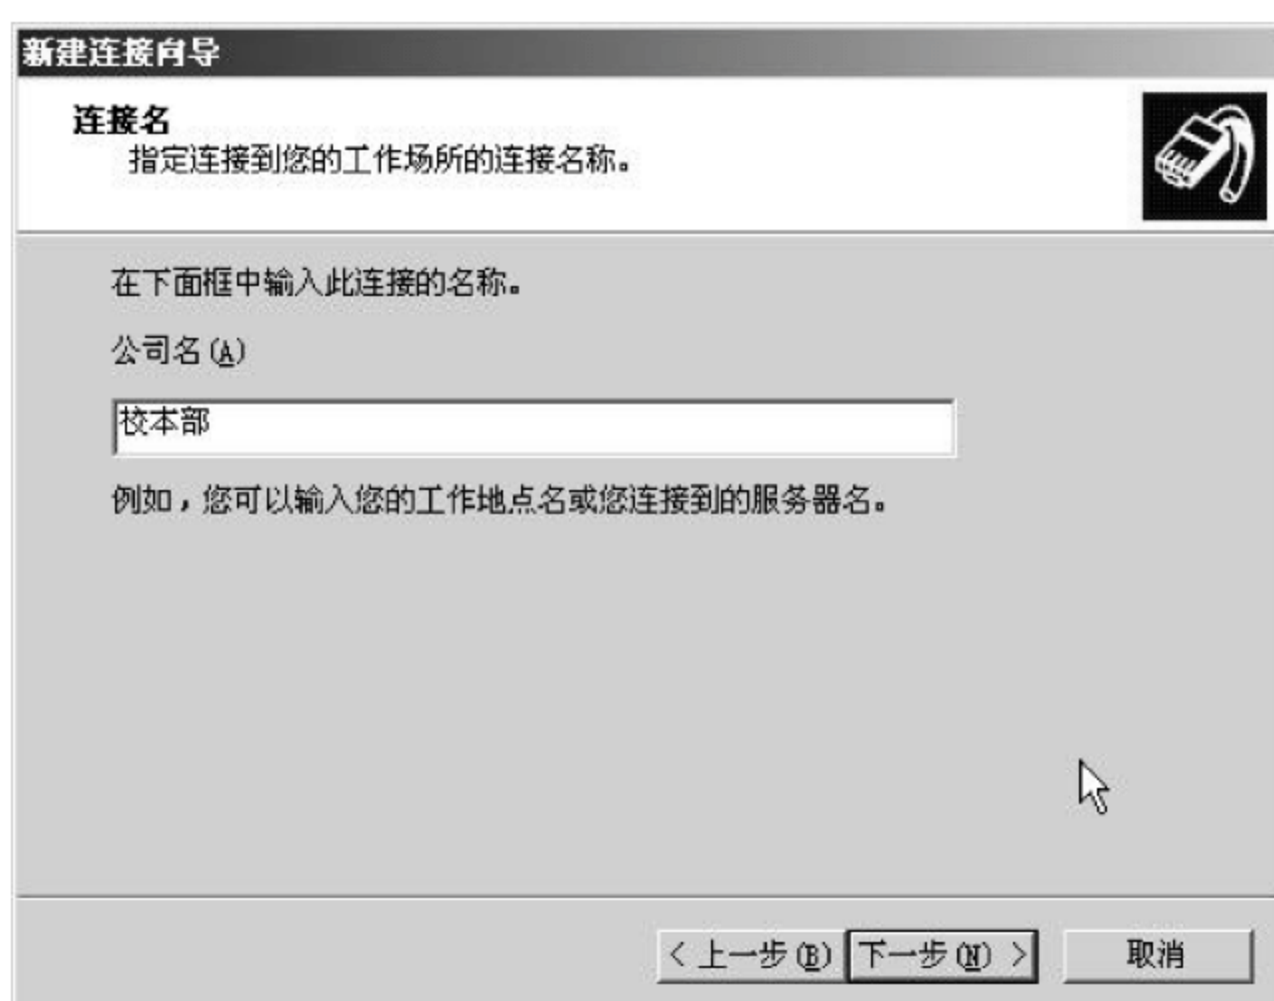 新建连接向导
连接名
指定连接到您的工作场所的连接名称。
在下面框中输入此连接的名称。
公司名(A)
校本部
例如，您可以输入您的工作地点名或您连接到的服务器名。
< 上一步(B) 下一步(N) > 取消